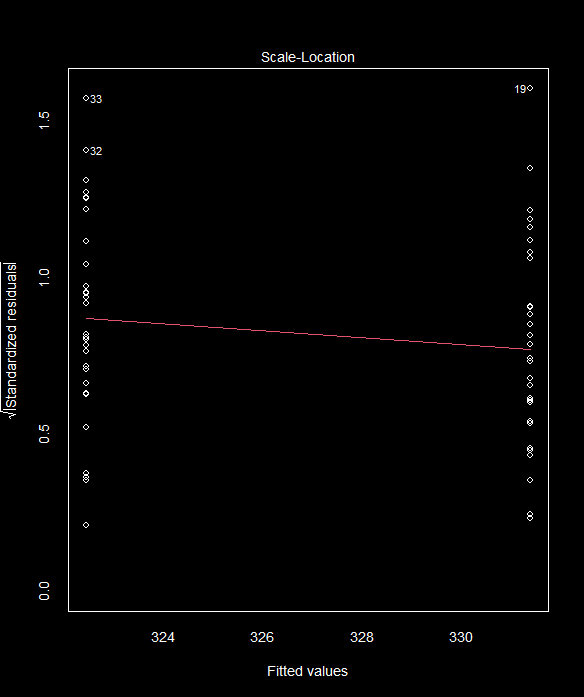 Scale-Location
√|Standardized residuals|
1.5
1.0
0.5
0.0
33
32
19
324 326 328 330
Fitted values